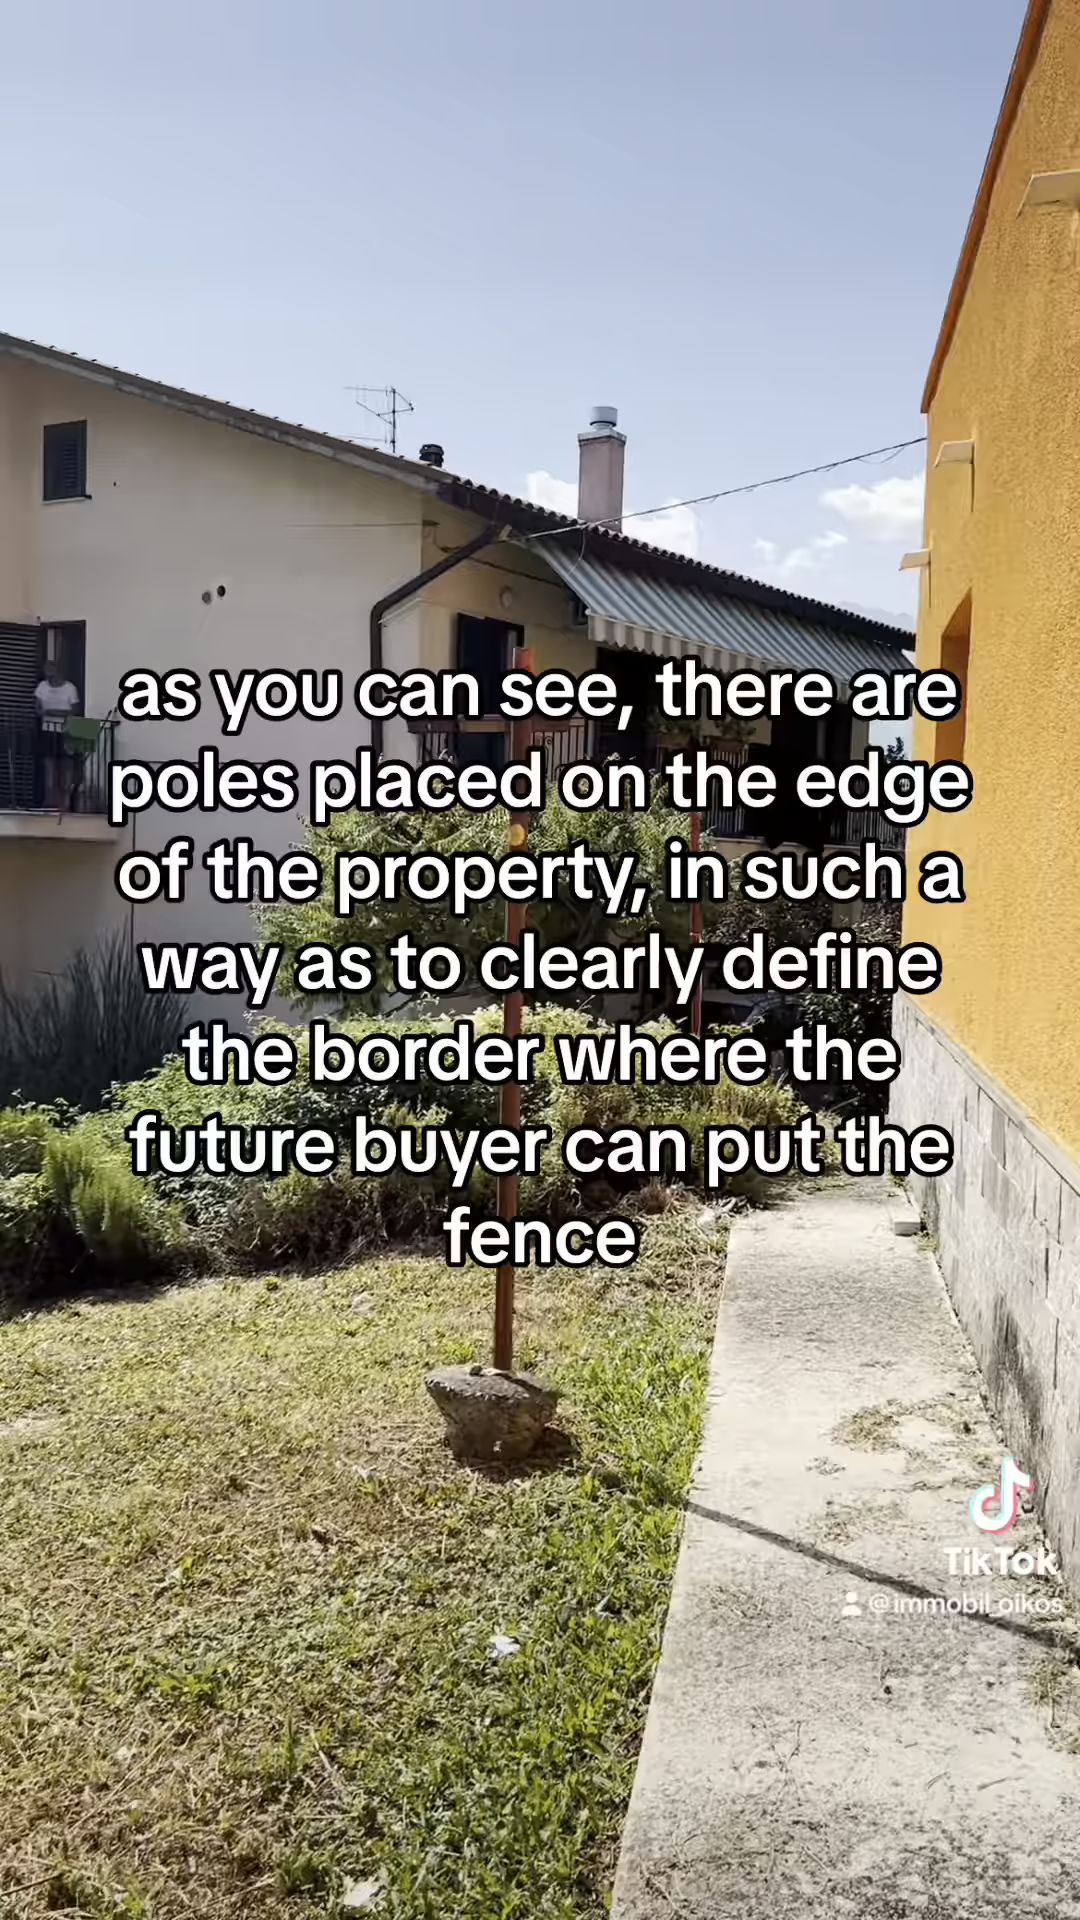 as you can see, there are
poles placed on the edge
of the property, in such a
way as to clearly define
the border where the
future buyer can put the
fence
TikTok
@immobil.oikos